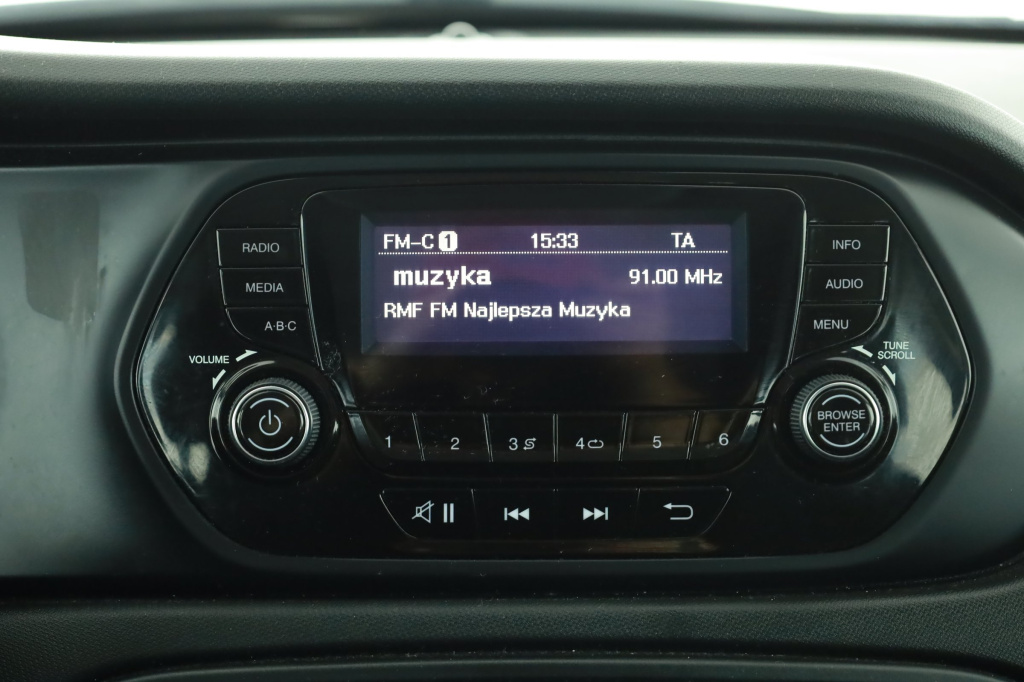 FM-C 1 15:33 TA
muzyka 91.00 MHz
RMF FM Najlepsza Muzyka
RADIO
MEDIA
A·B·C
VOLUME
INFO
AUDIO
MENU
TUNE
SCROLL
BROWSE
ENTER
1 2 3 4 5 6